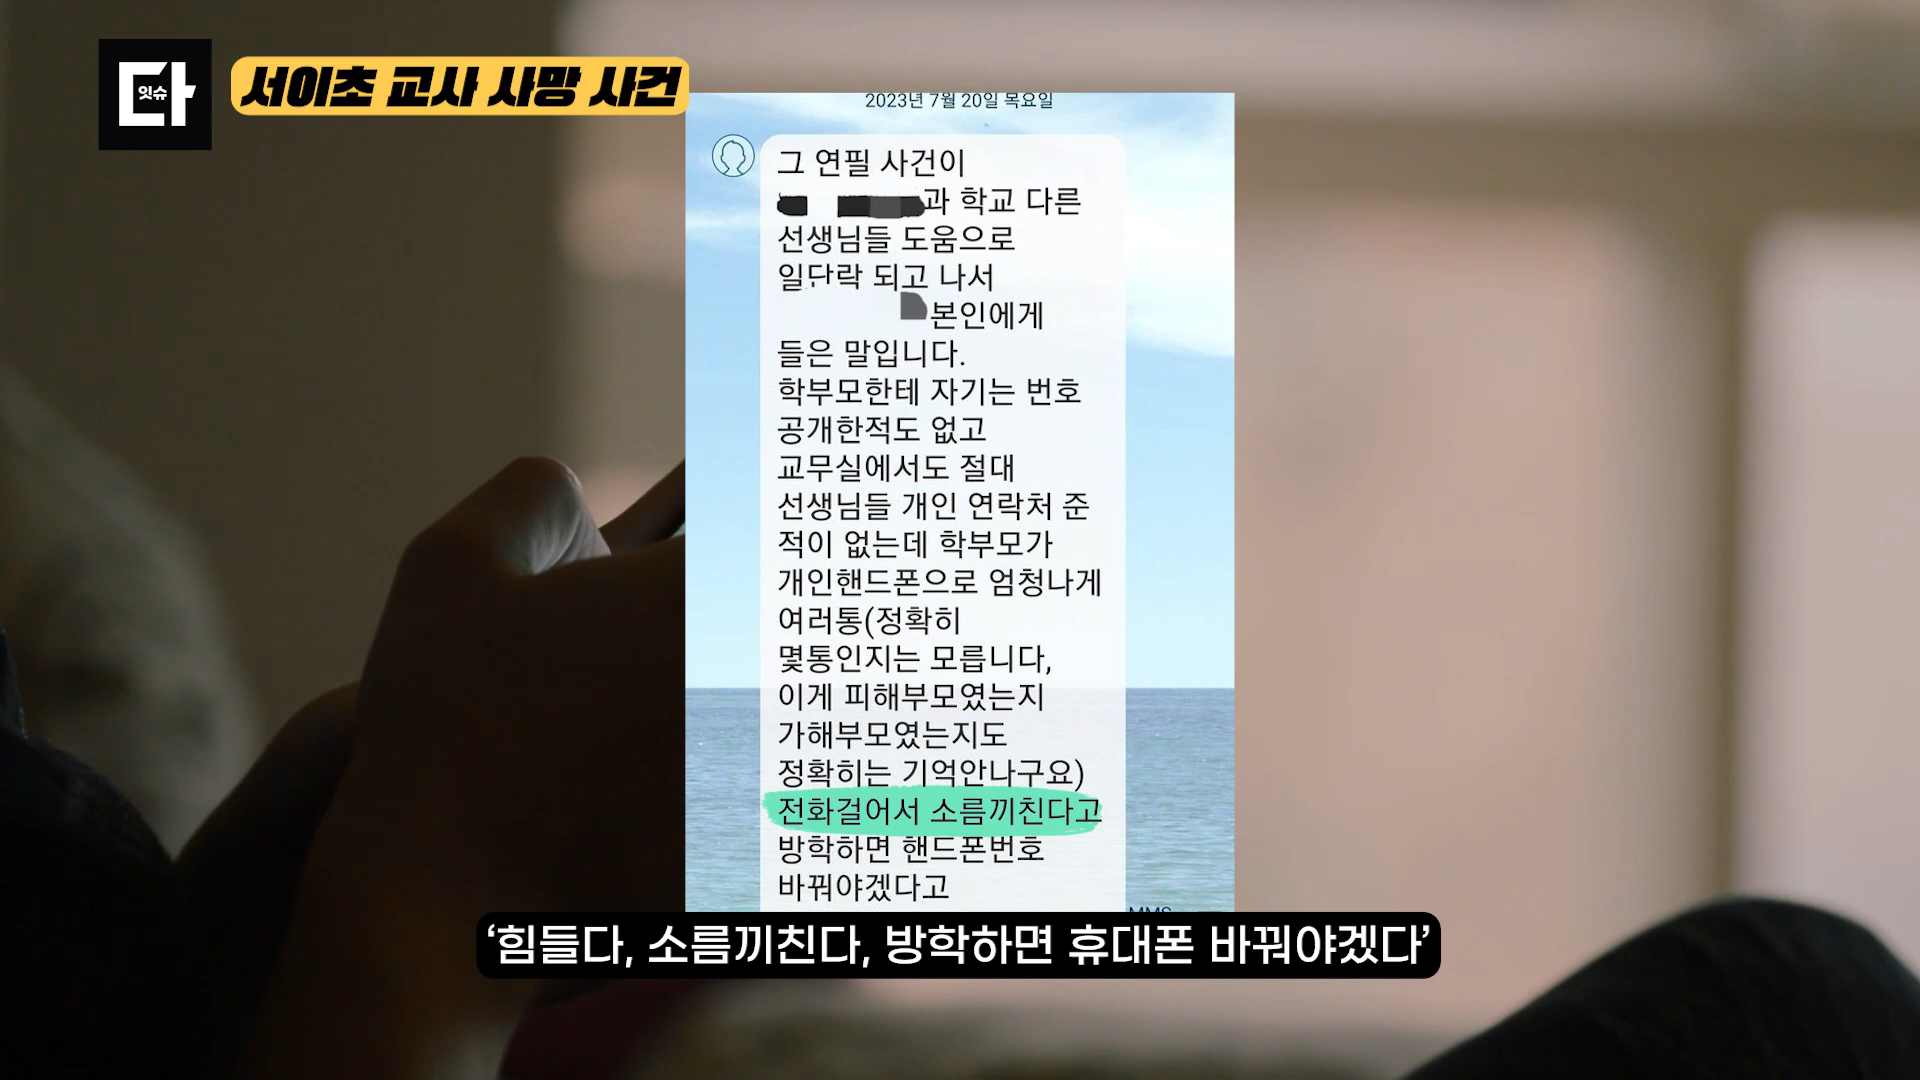 다
잇슈
서이초 교사 사망 사건
2023년 7월 20일 목요일
그 연필 사건이
과 학교 다른
선생님들 도움으로
일단락 되고 나서
본인에게
들은 말입니다.
학부모한테 자기는 번호
공개한적도 없고
교무실에서도 절대
선생님들 개인 연락처 준
적이 없는데 학부모가
개인핸드폰으로 엄청나게
여러통(정확히
몇통인지는 모릅니다,
이게 피해부모였는지
가해부모였는지도
정확히는 기억안나구요)
전화걸어서 소름끼친다고
방학하면 핸드폰번호
바꿔야겠다고
MMS
‘힘들다, 소름끼친다, 방학하면 휴대폰 바꿔야겠다’